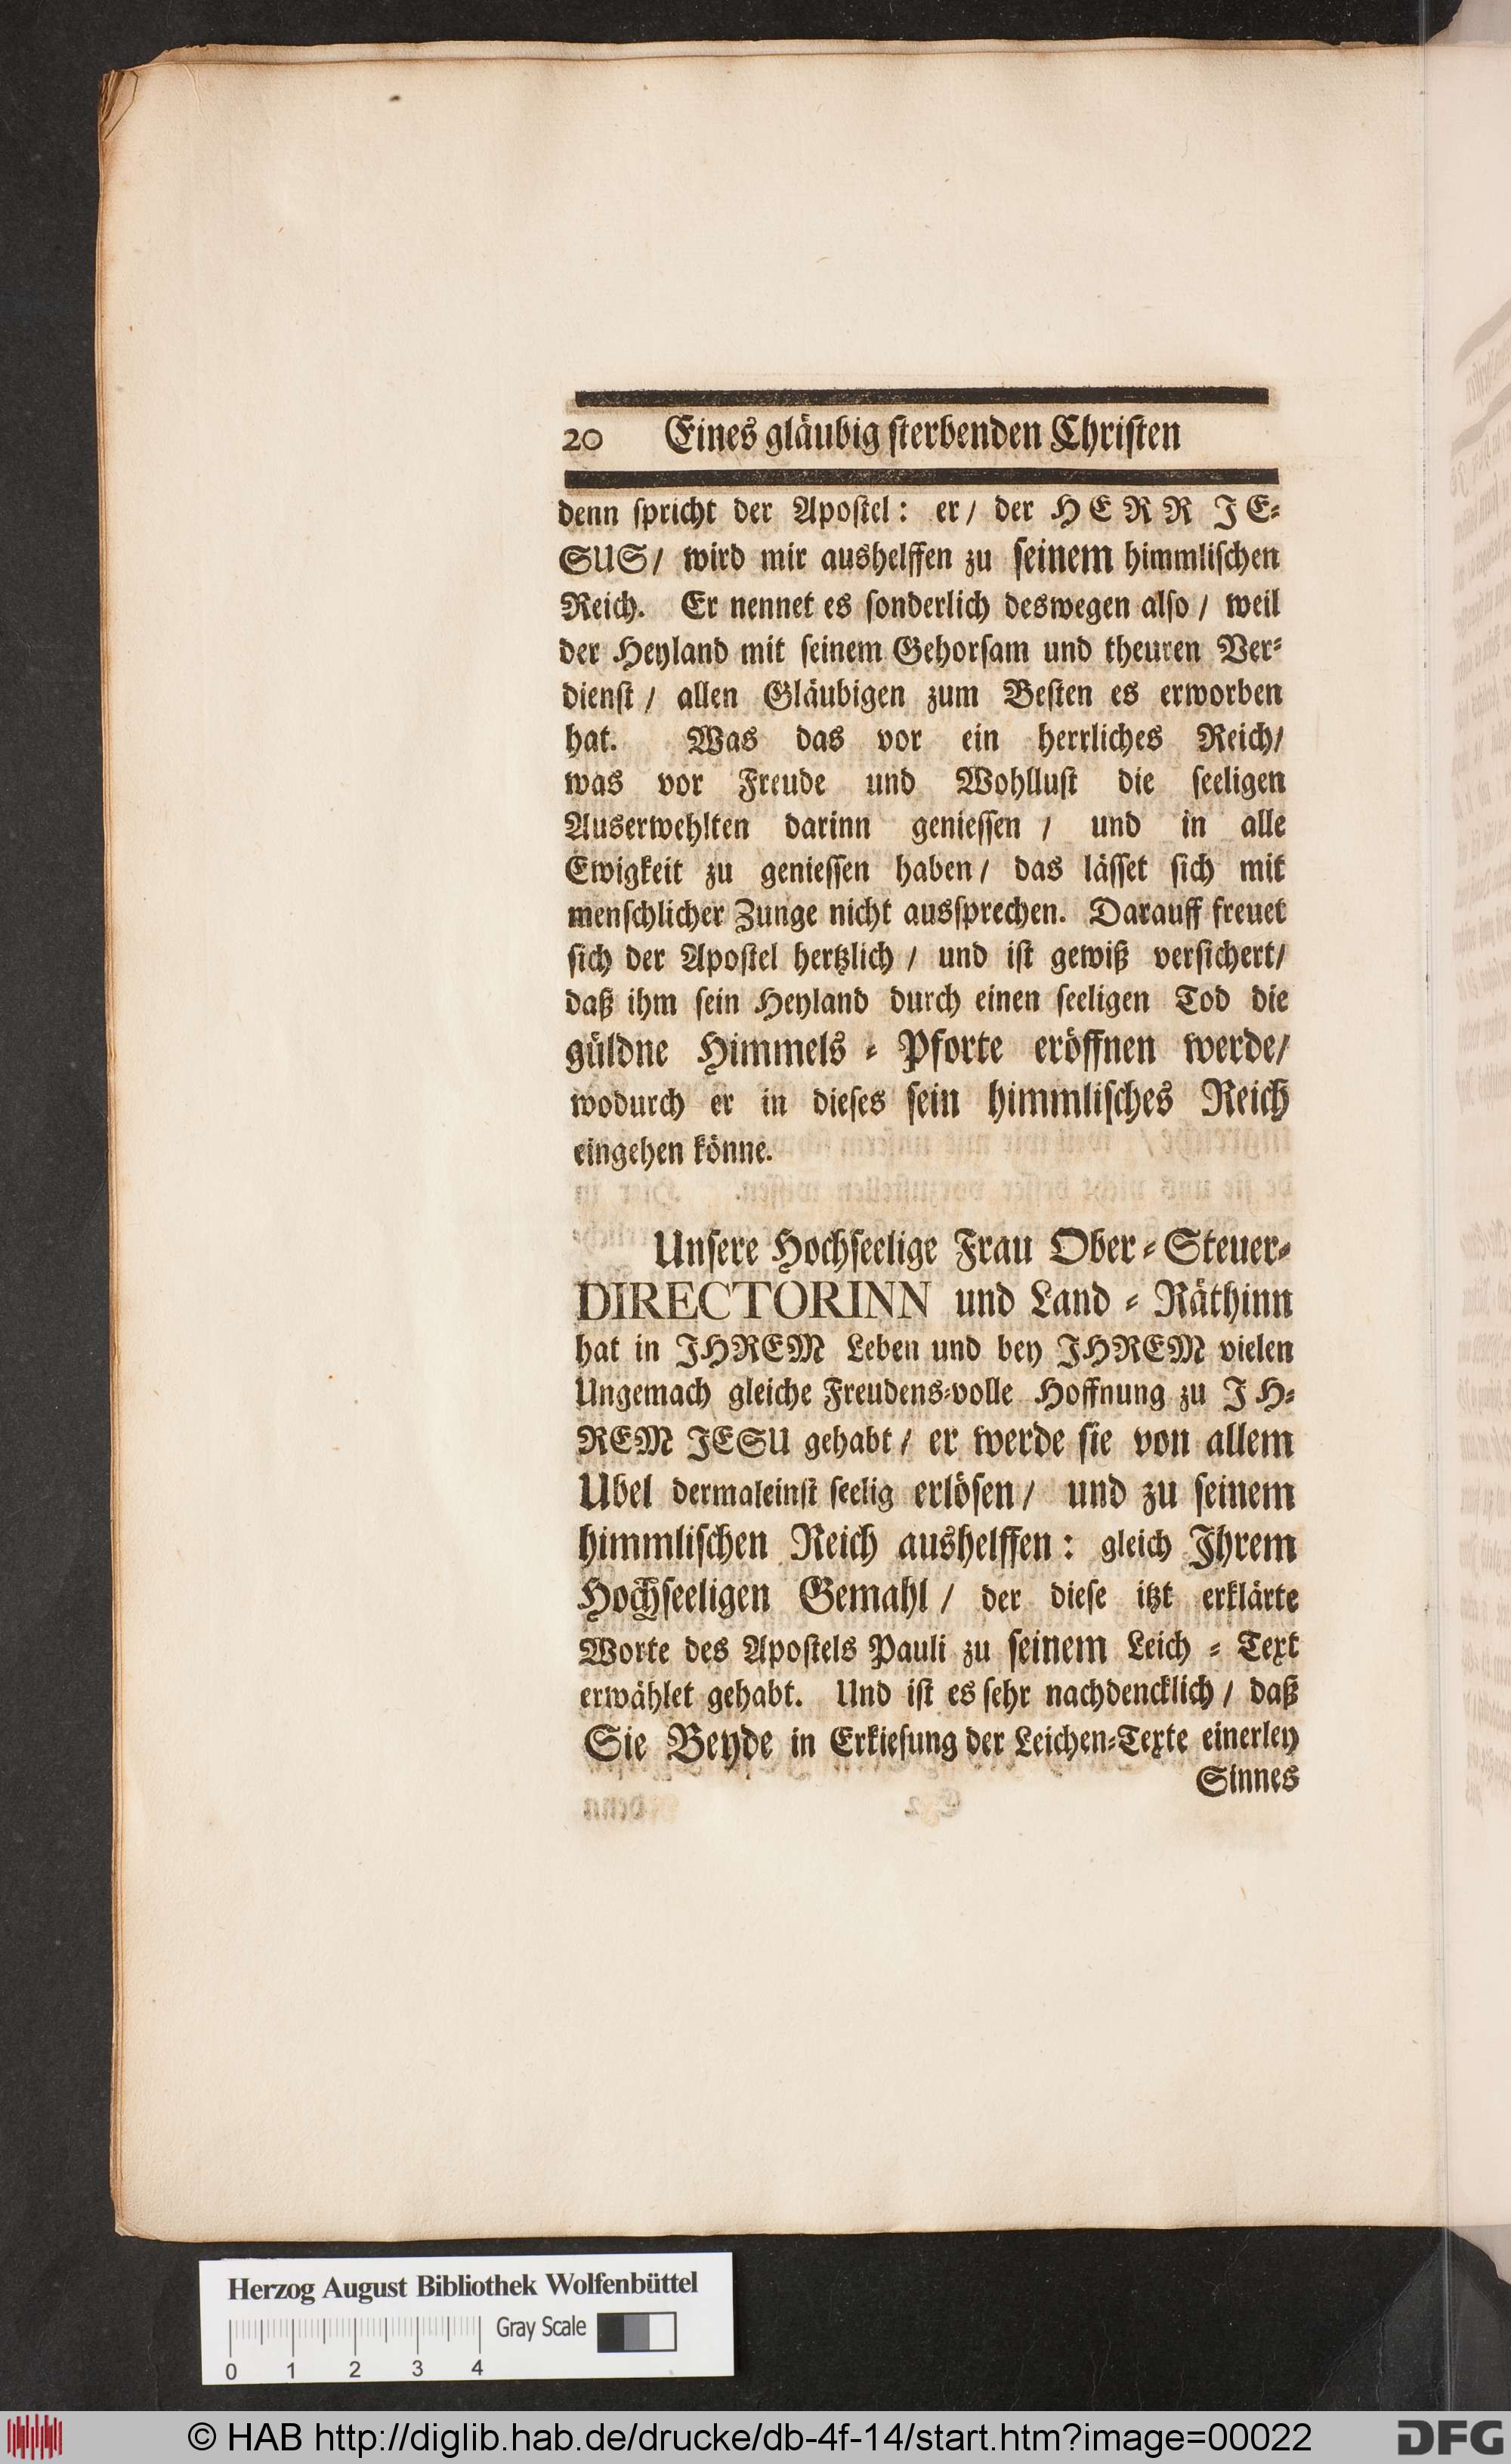 20 Eines gläubig sterbenden Christen
denn spricht der Apostel: er/ der HERR JE-
SUS/ wird mir aushelffen zu seinem himmlischen
Reich. Er nennet es sonderlich deswegen also/ weil
der Heyland mit seinem Gehorsam und theuren Ver-
dienst/ allen Gläubigen zum Besten es erworben
hat. Was das vor ein herrliches Reich/
was vor Freude und Wohllust die seeligen
Auserwehlten darinn geniessen/ und in alle
Ewigkeit zu geniessen haben/ das lässet sich mit
menschlicher Zunge nicht aussprechen. Darauff freuet
sich der Apostel hertzlich/ und ist gewiß versichert/
daß ihm sein Heyland durch einen seeligen Tod die
güldne Himmels-Pforte eröffnen werde/
wodurch er in dieses sein himmlisches Reich
eingehen könne.
Unsere Hochseelige Frau Ober-Steuer-
DIRECTORINN und Land-Räthinn
hat in JHREM Leben und bey JHREM vielen
Ungemach gleiche Freudens-volle Hoffnung zu JH-
REM JESU gehabt/ er werde sie von allem
Ubel dermaleinst seelig erlösen/ und zu seinem
himmlischen Reich aushelffen: gleich Jhrem
Hochseeligen Gemahl/ der diese itzt erklärte
Worte des Apostels Pauli zu seinem Leich-Text
erwählet gehabt. Und ist es sehr nachdencklich/ daß
Sie Beyde in Erkiesung der Leichen-Texte einerley
Sinnes
Herzog August Bibliothek Wolfenbüttel
Gray Scale
0 1 2 3 4
© HAB http://diglib.hab.de/drucke/db-4f-14/start.htm?image=00022
DFG